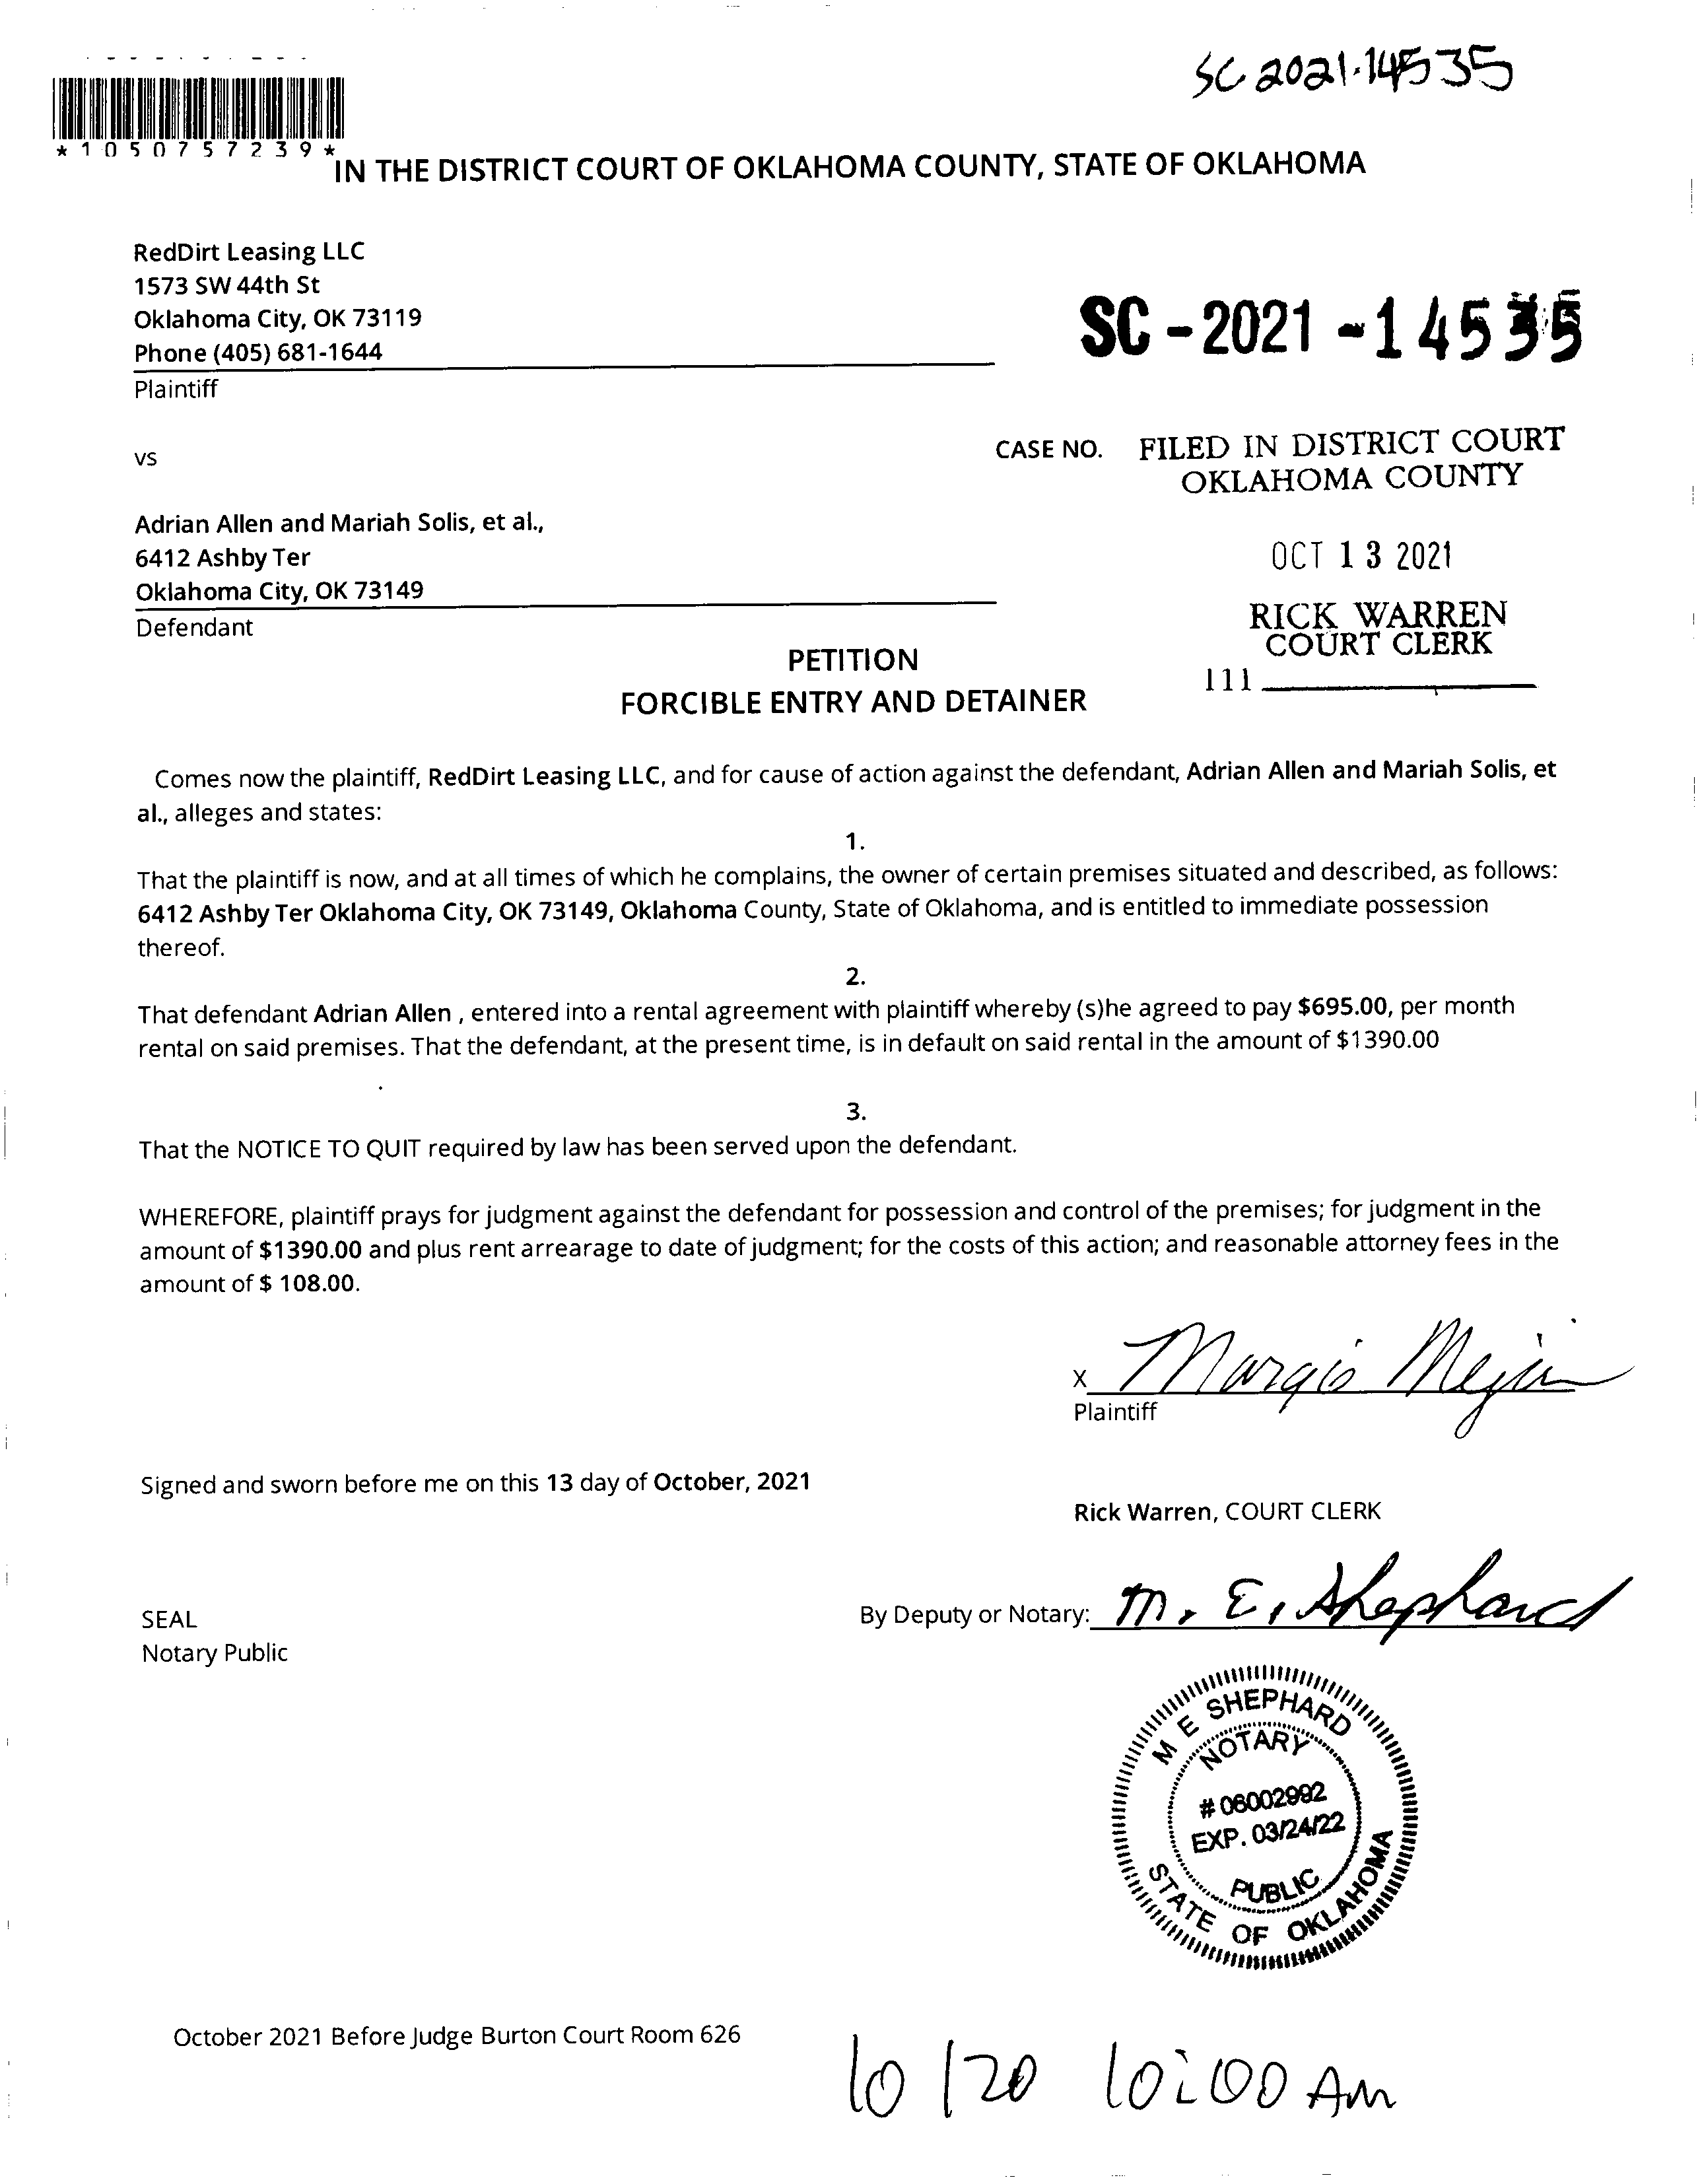 SC 2021-14535
*1050757239*
IN THE DISTRICT COURT OF OKLAHOMA COUNTY, STATE OF OKLAHOMA
RedDirt Leasing LLC
1573 SW 44th St
Oklahoma City, OK 73119
Phone (405) 681-1644
Plaintiff
SC-2021-14535
vs
CASE NO.
FILED IN DISTRICT COURT
OKLAHOMA COUNTY
Adrian Allen and Mariah Solis, et al.,
6412 Ashby Ter
Oklahoma City, OK 73149
Defendant
OCT 13 2021
RICK WARREN
COURT CLERK
111
PETITION
FORCIBLE ENTRY AND DETAINER
Comes now the plaintiff, RedDirt Leasing LLC, and for cause of action against the defendant, Adrian Allen and Mariah Solis, et
al., alleges and states:
1.
That the plaintiff is now, and at all times of which he complains, the owner of certain premises situated and described, as follows:
6412 Ashby Ter Oklahoma City, OK 73149, Oklahoma County, State of Oklahoma, and is entitled to immediate possession
thereof.
2.
That defendant Adrian Allen , entered into a rental agreement with plaintiff whereby (s)he agreed to pay $695.00, per month
rental on said premises. That the defendant, at the present time, is in default on said rental in the amount of $1390.00
3.
That the NOTICE TO QUIT required by law has been served upon the defendant.
WHEREFORE, plaintiff prays for judgment against the defendant for possession and control of the premises; for judgment in the
amount of $1390.00 and plus rent arrearage to date of judgment; for the costs of this action; and reasonable attorney fees in the
amount of $ 108.00.
X Margie Mejia
Plaintiff
Signed and sworn before me on this 13 day of October, 2021
Rick Warren, COURT CLERK
By Deputy or Notary: M. E. Shephard
SEAL
Notary Public
M E SHEPHARD
NOTARY
# 06002992
EXP. 03/24/22
PUBLIC
STATE OF OKLAHOMA
October 2021 Before Judge Burton Court Room 626
10/20 10:00 Am